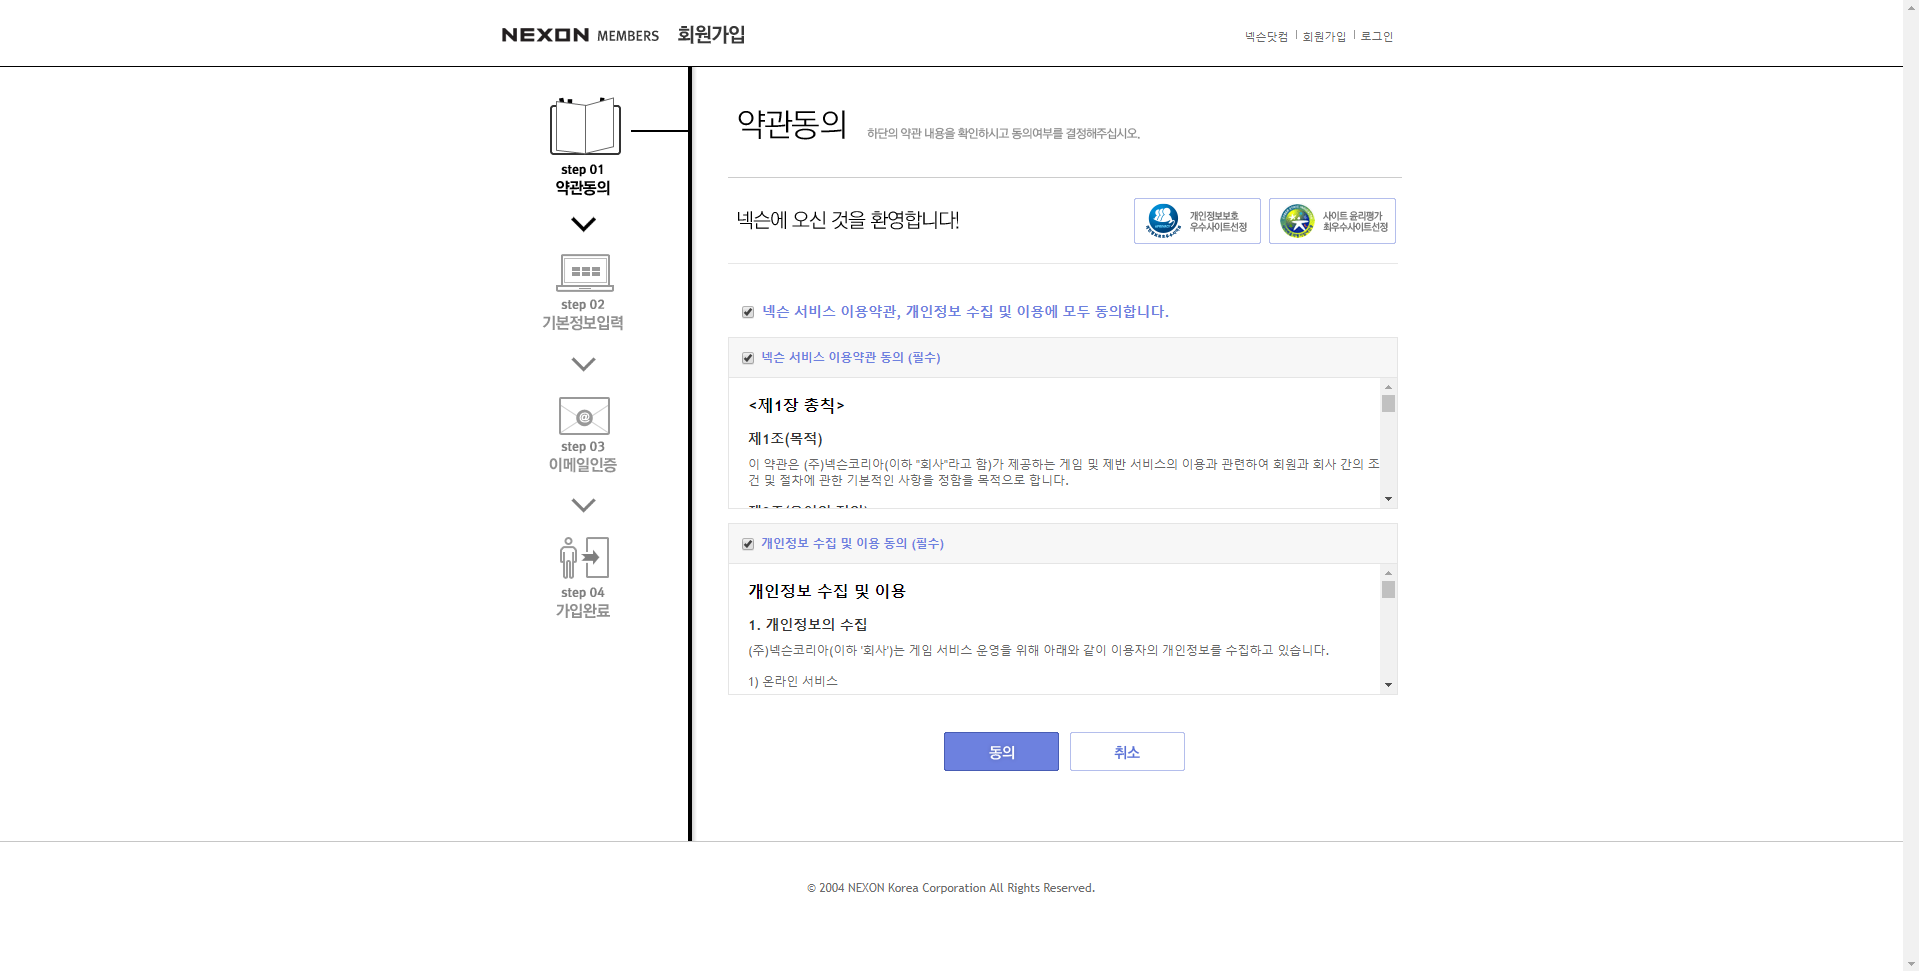 NEXON MEMBERS 회원가입
넥슨닷컴 회원가입 로그인
step 01
약관동의
step 02
기본정보입력
step 03
이메일인증
step 04
가입완료
약관동의 하단의 약관 내용을 확인하시고 동의여부를 결정해주십시오.
넥슨에 오신 것을 환영합니다!
개인정보보호
우수사이트선정
사이트 윤리평가
최우수사이트선정
넥슨 서비스 이용약관, 개인정보 수집 및 이용에 모두 동의합니다.
넥슨 서비스 이용약관 동의 (필수)
<제1장 총칙>
제1조(목적)
이 약관은 (주)넥슨코리아(이하 "회사"라고 함)가 제공하는 게임 및 제반 서비스의 이용과 관련하여 회원과 회사 간의 조
건 및 절차에 관한 기본적인 사항을 정함을 목적으로 합니다.
개인정보 수집 및 이용 동의 (필수)
개인정보 수집 및 이용
1. 개인정보의 수집
(주)넥슨코리아(이하 '회사')는 게임 서비스 운영을 위해 아래와 같이 이용자의 개인정보를 수집하고 있습니다.
1) 온라인 서비스
동의
취소
© 2004 NEXON Korea Corporation All Rights Reserved.